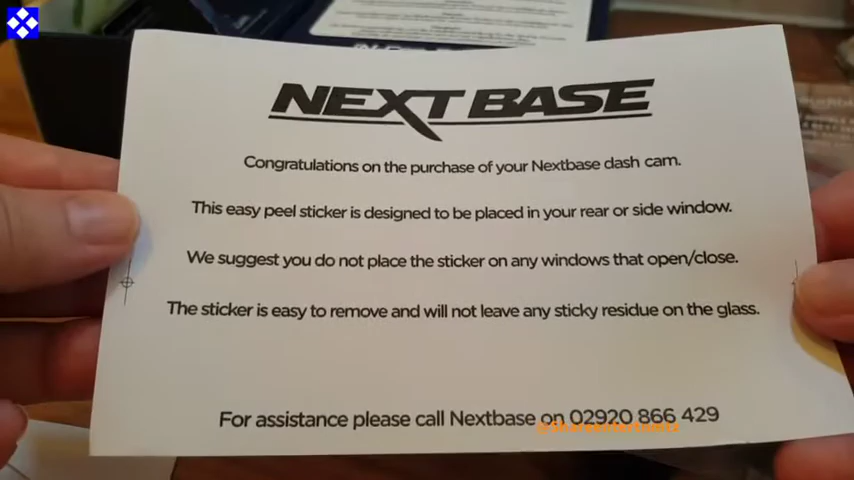 NEXTBASE
Congratulations on the purchase of your Nextbase dash cam.
This easy peel sticker is designed to be placed in your rear or side window.
We suggest you do not place the sticker on any windows that open/close.
The sticker is easy to remove and will not leave any sticky residue on the glass.
For assistance please call Nextbase on 02920 866 429